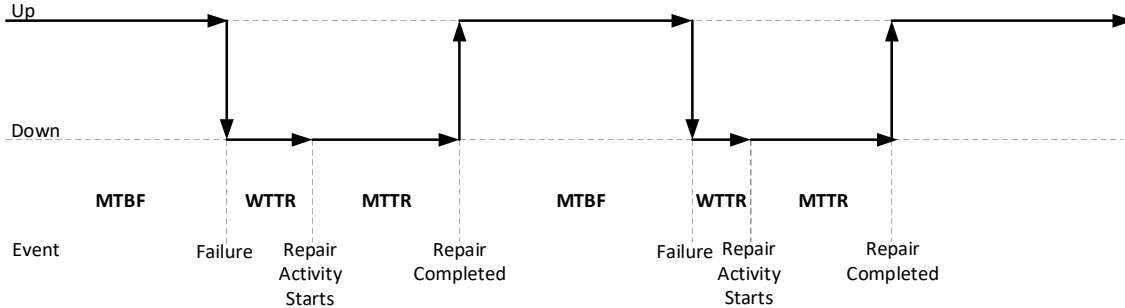 Up
Down
MTBF WTTR MTTR MTBF WTTR MTTR
Event Failure Repair Repair Failure Repair Repair
Activity Completed Activity Completed
Starts Starts